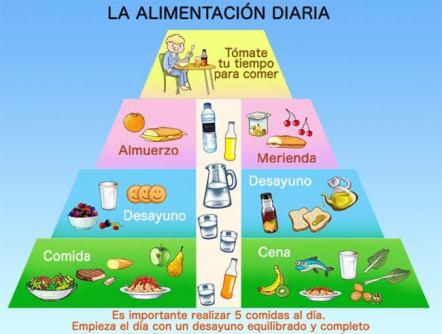 LA ALIMENTACIÓN DIARIA
Tómate
tu tiempo
para comer
Almuerzo
Merienda
Desayuno
Desayuno
Comida
Cena
Es importante realizar 5 comidas al día.
Empieza el día con un desayuno equilibrado y completo